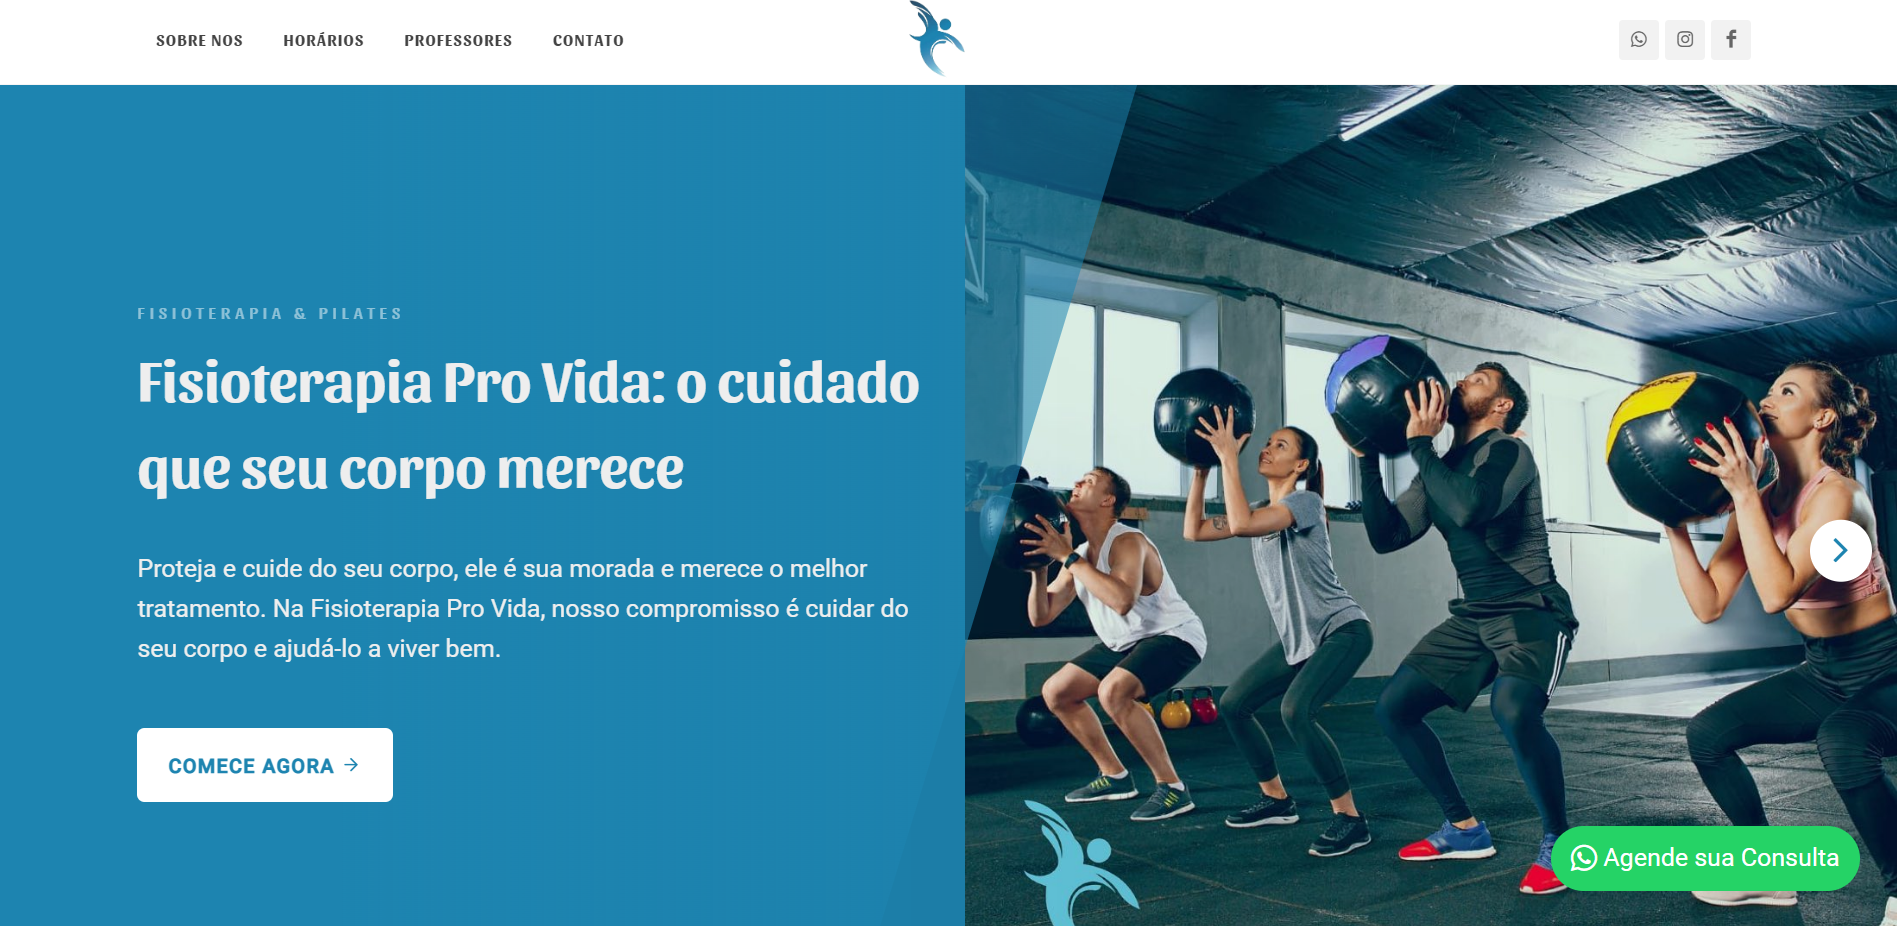 SOBRE NOS
HORÁRIOS
PROFESSORES
CONTATO
FISIOTERAPIA & PILATES
Fisioterapia Pro Vida: o cuidado
que seu corpo merece
Proteja e cuide do seu corpo, ele é sua morada e merece o melhor
tratamento. Na Fisioterapia Pro Vida, nosso compromisso é cuidar do
seu corpo e ajudá-lo a viver bem.
COMECE AGORA
Agende sua Consulta